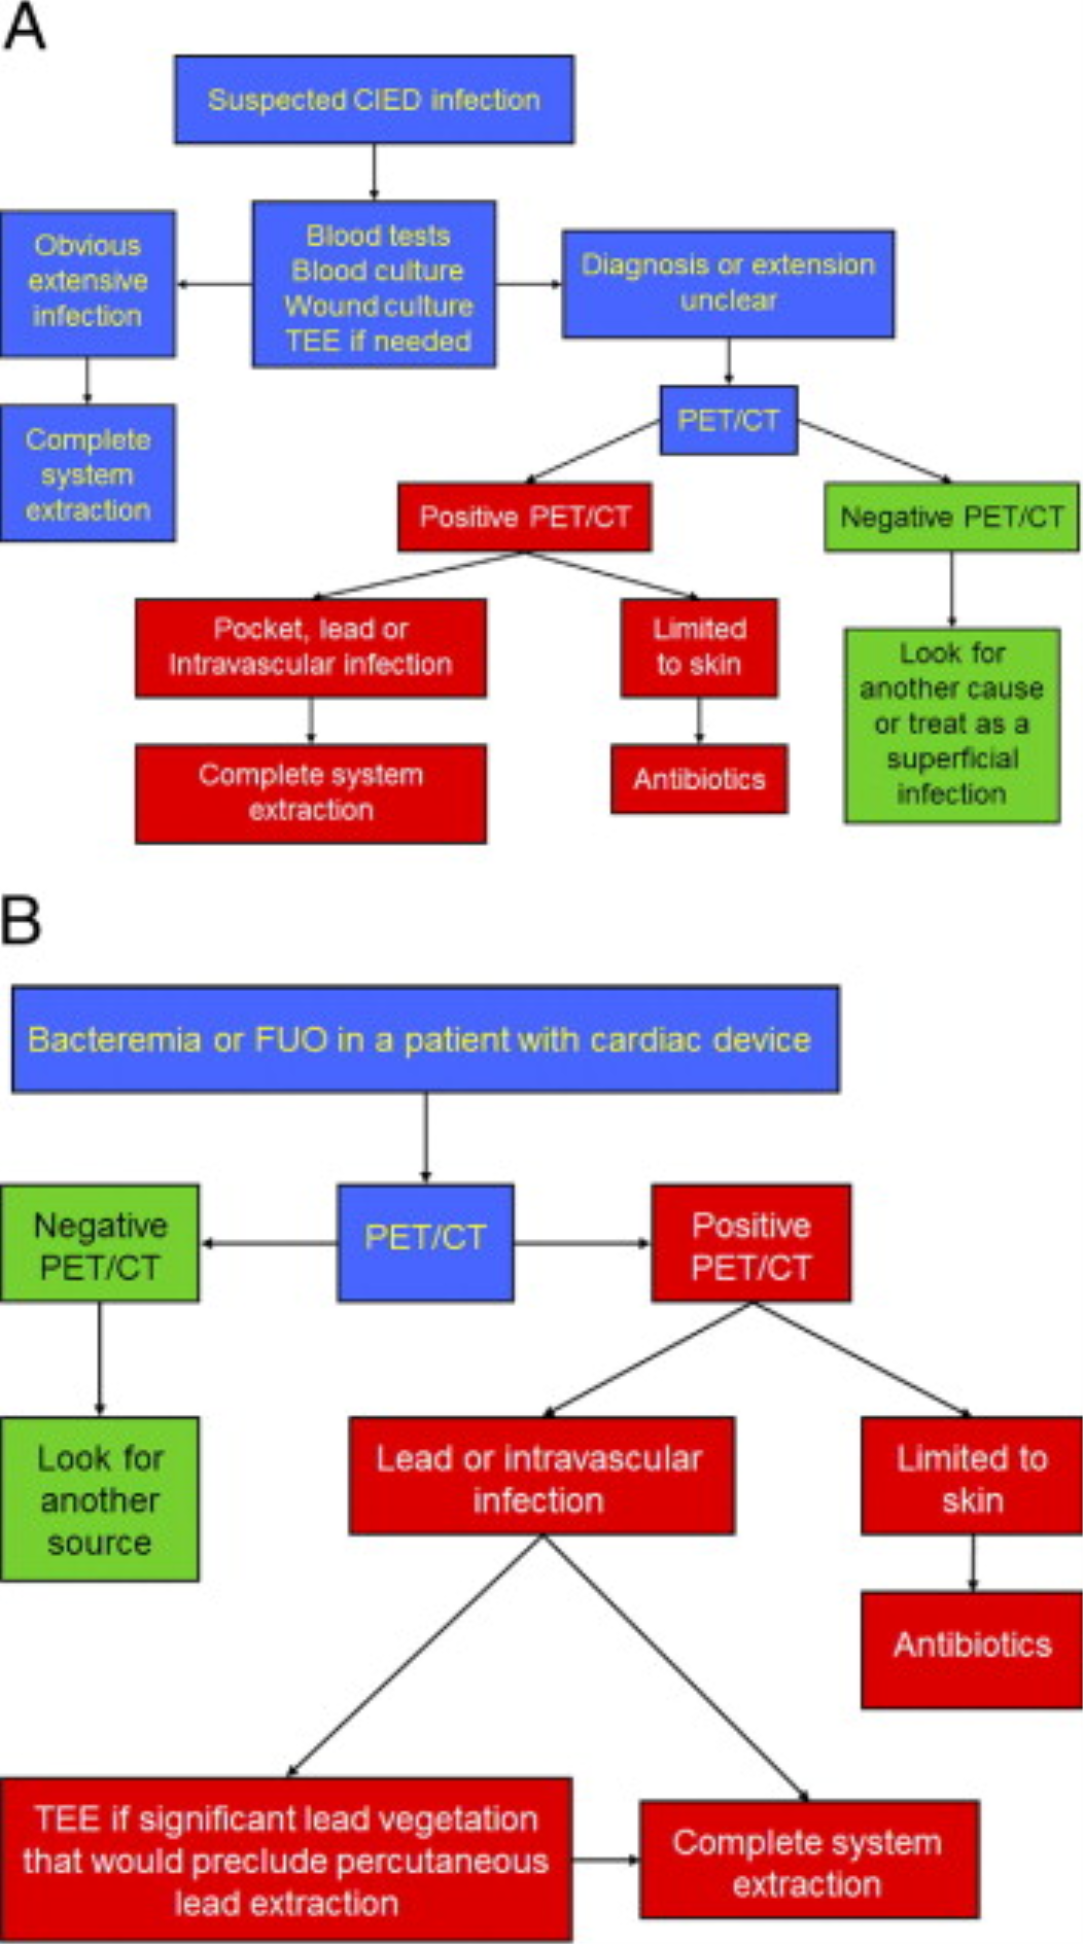 A
Suspected CIED infection
Obvious
extensive
infection
Blood tests
Blood culture
Wound culture
TEE if needed
Diagnosis or extension
unclear
Complete
system
extraction
PET/CT
Positive PET/CT
Negative PET/CT
Pocket, lead or
Intravascular infection
Limited
to skin
Look for
another cause
or treat as a
superficial
infection
Complete system
extraction
Antibiotics
B
Bacteremia or FUO in a patient with cardiac device
Negative
PET/CT
PET/CT
Positive
PET/CT
Look for
another
source
Lead or intravascular
infection
Limited to
skin
Antibiotics
TEE if significant lead vegetation
that would preclude percutaneous
lead extraction
Complete system
extraction